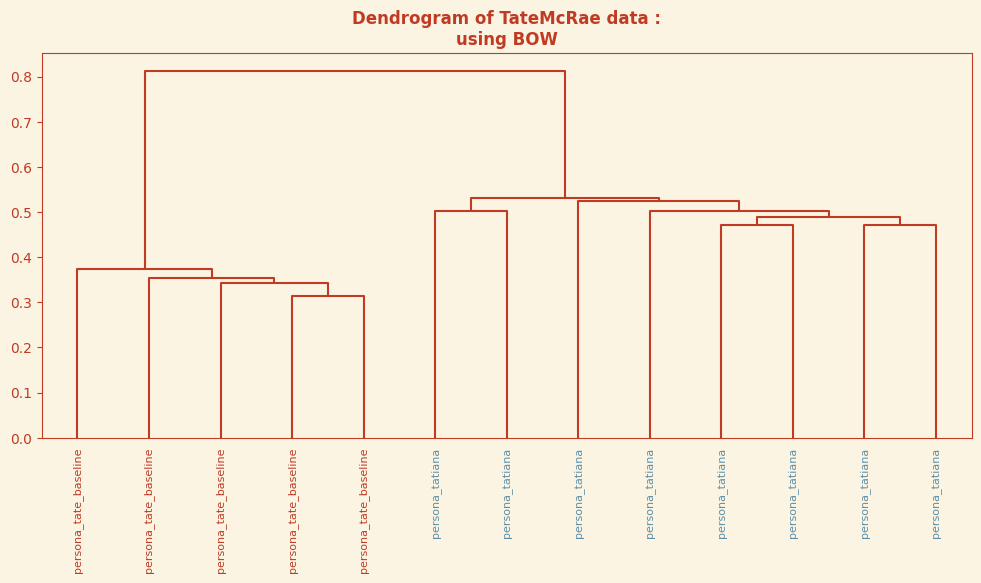 Dendrogram of TateMcRae data :
using BOW
0.8
0.7
0.6
0.5
0.4
0.3
0.2
0.1
0.0
persona_tate_baseline
persona_tate_baseline
persona_tate_baseline
persona_tate_baseline
persona_tate_baseline
persona_tatiana
persona_tatiana
persona_tatiana
persona_tatiana
persona_tatiana
persona_tatiana
persona_tatiana
persona_tatiana